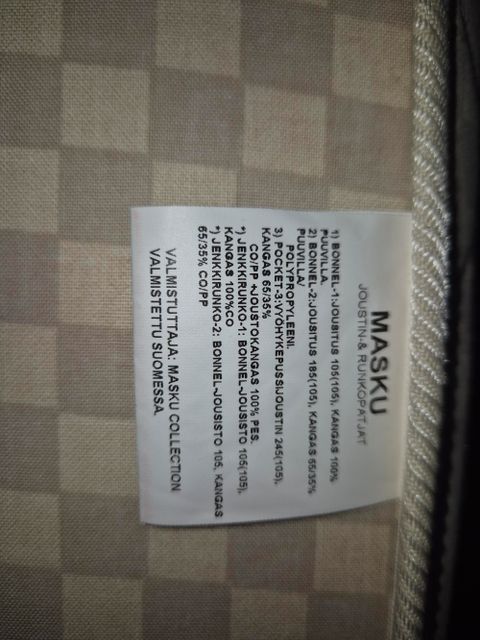 MASKU
JOUSTIN-& RUNKOPATJAT
1) BONNEL-1:JOUSITUS 105(105), KANGAS 100%
PUUVILLA.
2) BONNEL-2:JOUSITUS 185(105), KANGAS 65/35%
PUUVILLA/
POLYPROPYLEENI.
3) POCKET-3:VYÖHYKEPUSSIJOUSTIN 245(105),
KANGAS 65/35%
CO/PP +JOUSTOKANGAS 100% PES.
*) JENKKIRUNKO-1: BONNEL-JOUSISTO 105(105),
KANGAS 100%CO
*) JENKKIRUNKO-2: BONNEL-JOUSISTO 105, KANGAS
65/35% CO/PP
VALMISTUTTAJA: MASKU COLLECTION
VALMISTETTU SUOMESSA.